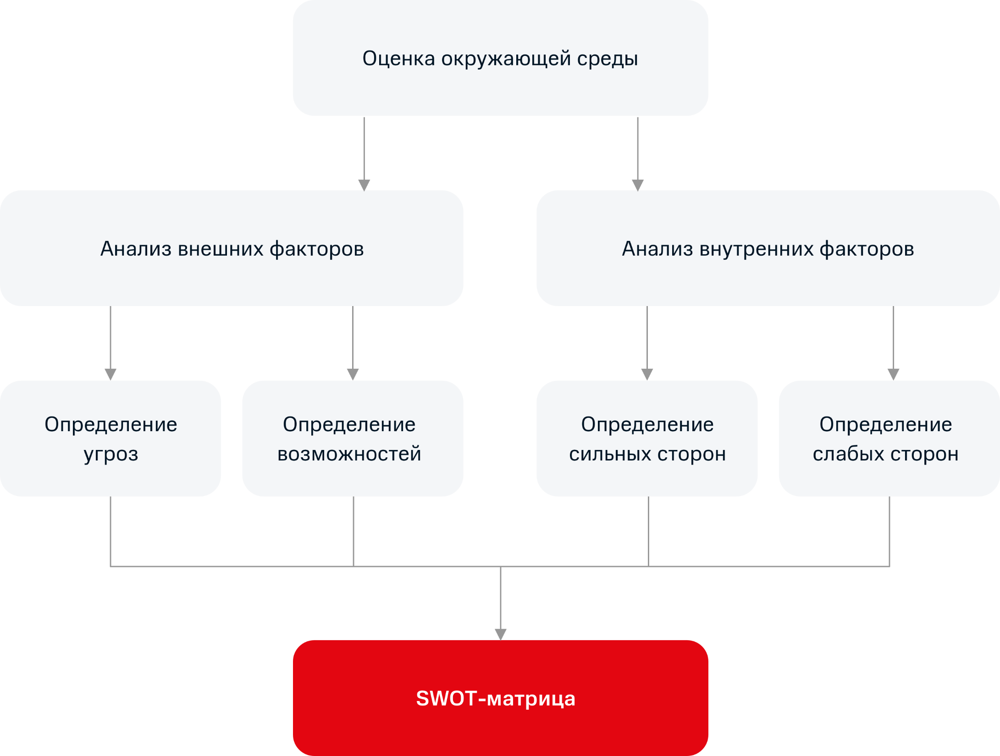 Оценка окружающей среды
Анализ внешних факторов
Анализ внутренних факторов
Определение
угроз
Определение
возможностей
Определение
сильных сторон
Определение
слабых сторон
SWOT-матрица